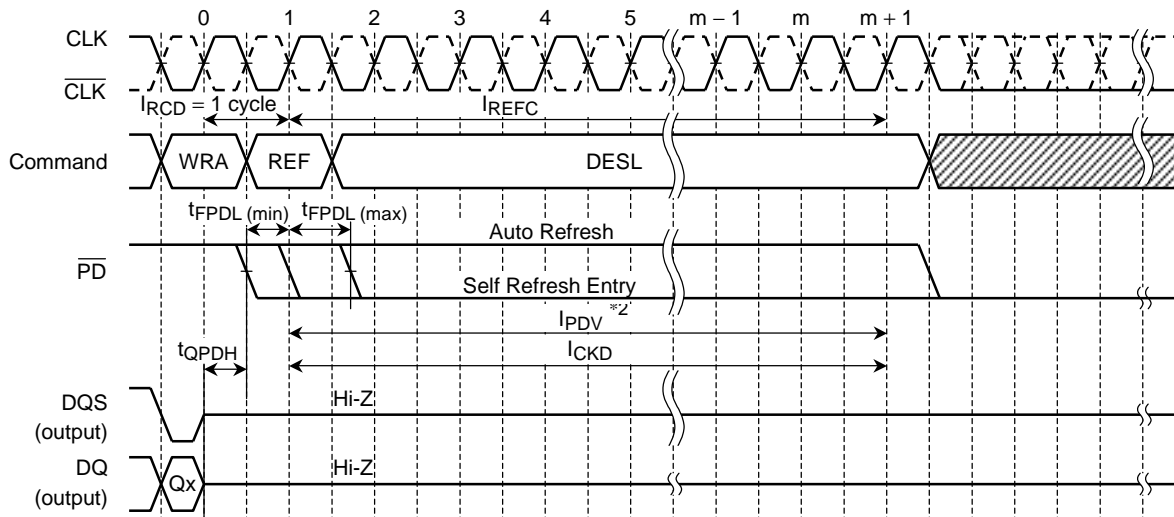 0 1 2 3 4 5 m − 1 m m + 1
CLK
CLK
IRCD = 1 cycle IREFC
Command WRA REF DESL
tFPDL (min) tFPDL (max)
Auto Refresh
PD
Self Refresh Entry
IPDV *2
tQPDH ICKD
DQS (output) Hi-Z
DQ (output) Qx Hi-Z